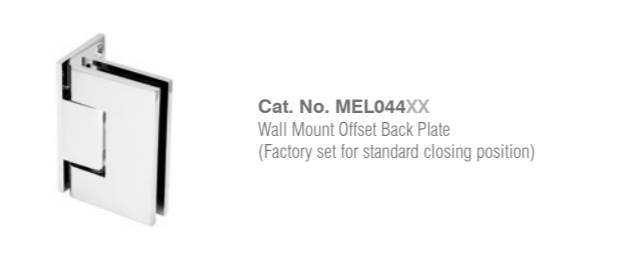 Cat. No. MEL044XX
Wall Mount Offset Back Plate
(Factory set for standard closing position)